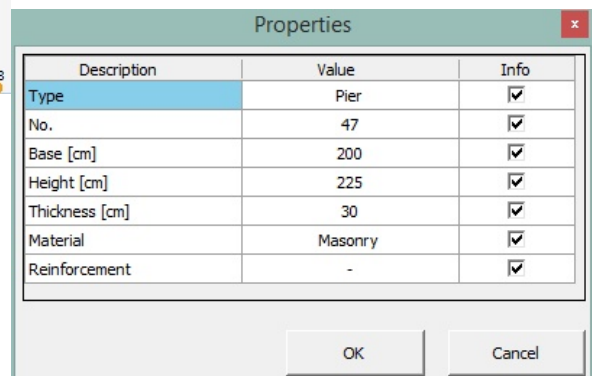 Properties
x
Description Value Info
Type Pier
No. 47
Base [cm] 200
Height [cm] 225
Thickness [cm] 30
Material Masonry
Reinforcement -
OK Cancel